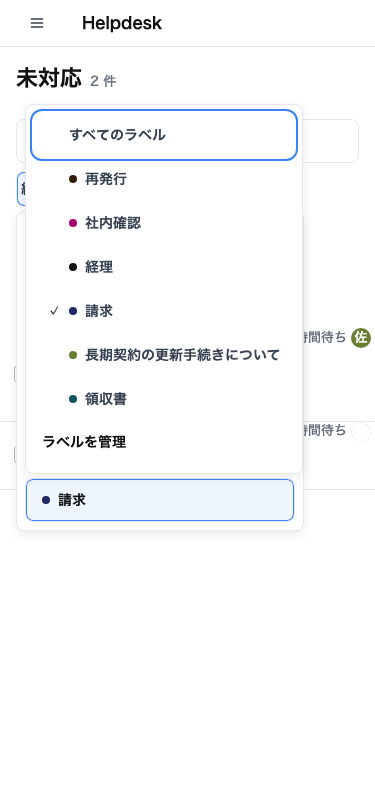 Helpdesk
未対応 2 件
すべてのラベル
再発行
社内確認
経理
✓ 請求
長期契約の更新手続きについて
領収書
ラベルを管理
時間待ち 佐
時間待ち
請求